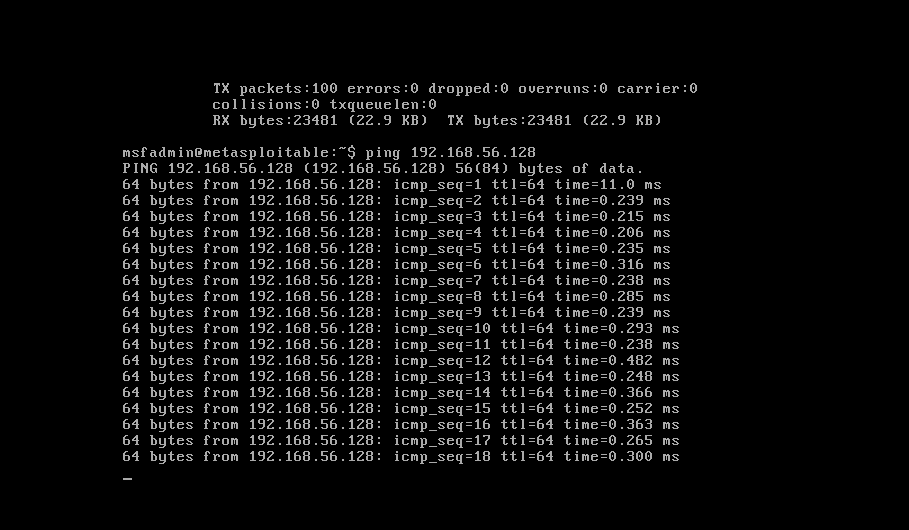 TX packets:100 errors:0 dropped:0 overruns:0 carrier:0
collisions:0 txqueuelen:0
RX bytes:23481 (22.9 KB)  TX bytes:23481 (22.9 KB)
msfadmin@metasploitable:~$ ping 192.168.56.128
PING 192.168.56.128 (192.168.56.128) 56(84) bytes of data.
64 bytes from 192.168.56.128: icmp_seq=1 ttl=64 time=11.0 ms
64 bytes from 192.168.56.128: icmp_seq=2 ttl=64 time=0.239 ms
64 bytes from 192.168.56.128: icmp_seq=3 ttl=64 time=0.215 ms
64 bytes from 192.168.56.128: icmp_seq=4 ttl=64 time=0.206 ms
64 bytes from 192.168.56.128: icmp_seq=5 ttl=64 time=0.235 ms
64 bytes from 192.168.56.128: icmp_seq=6 ttl=64 time=0.316 ms
64 bytes from 192.168.56.128: icmp_seq=7 ttl=64 time=0.238 ms
64 bytes from 192.168.56.128: icmp_seq=8 ttl=64 time=0.285 ms
64 bytes from 192.168.56.128: icmp_seq=9 ttl=64 time=0.239 ms
64 bytes from 192.168.56.128: icmp_seq=10 ttl=64 time=0.293 ms
64 bytes from 192.168.56.128: icmp_seq=11 ttl=64 time=0.238 ms
64 bytes from 192.168.56.128: icmp_seq=12 ttl=64 time=0.482 ms
64 bytes from 192.168.56.128: icmp_seq=13 ttl=64 time=0.248 ms
64 bytes from 192.168.56.128: icmp_seq=14 ttl=64 time=0.366 ms
64 bytes from 192.168.56.128: icmp_seq=15 ttl=64 time=0.252 ms
64 bytes from 192.168.56.128: icmp_seq=16 ttl=64 time=0.363 ms
64 bytes from 192.168.56.128: icmp_seq=17 ttl=64 time=0.265 ms
64 bytes from 192.168.56.128: icmp_seq=18 ttl=64 time=0.300 ms